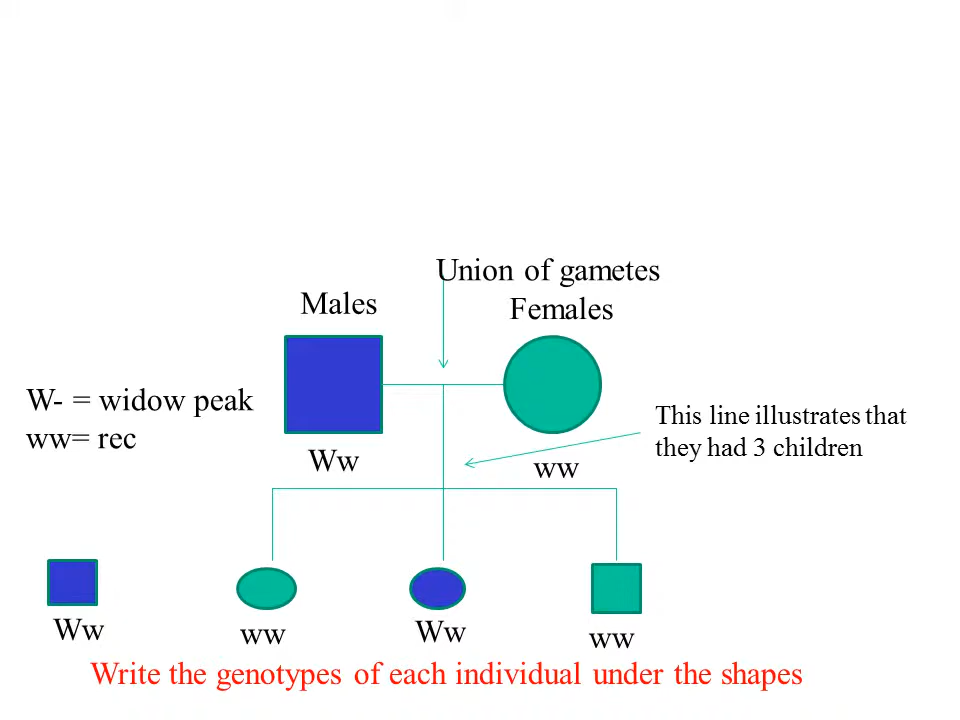 Union of gametes
Males
Females
W- = widow peak
ww= rec
This line illustrates that
they had 3 children
Ww
ww
Ww
ww
Ww
ww
Write the genotypes of each individual under the shapes